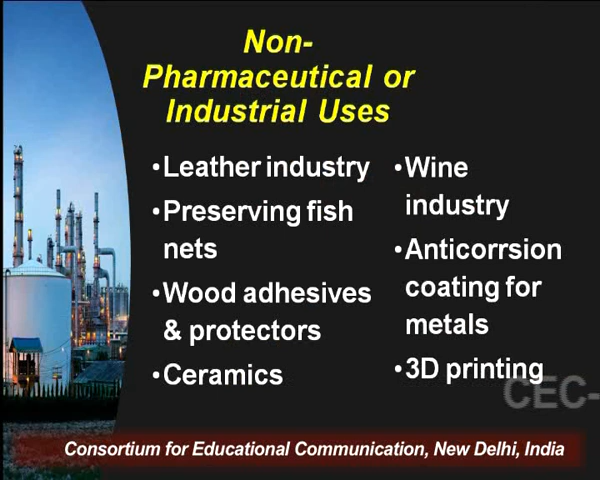 Non-
Pharmaceutical or
Industrial Uses
•Leather industry
•Preserving fish
nets
•Wood adhesives
& protectors
•Ceramics
•Wine
industry
•Anticorrsion
coating for
metals
•3D printing
CEC-
Consortium for Educational Communication, New Delhi, India